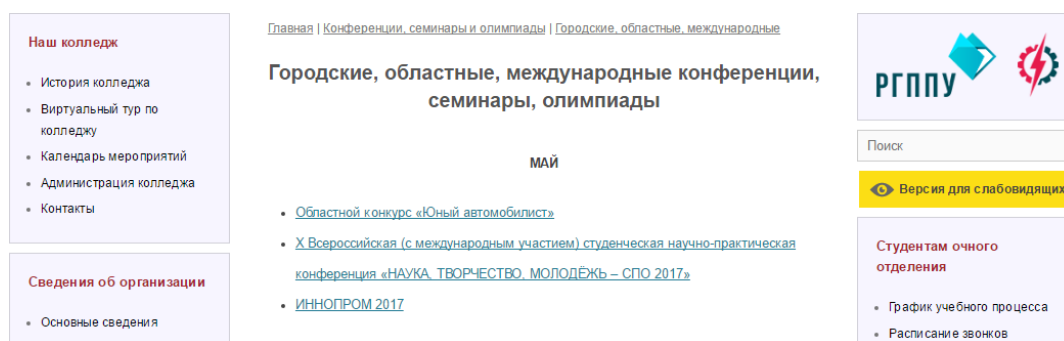 Наш колледж
История колледжа
Виртуальный тур по
колледжу
Календарь мероприятий
Администрация колледжа
Контакты
Сведения об организации
Основные сведения
Главная | Конференции, семинары и олимпиады | Городские, областные, международные
Городские, областные, международные конференции,
семинары, олимпиады
МАЙ
Областной конкурс «Юный автомобилист»
X Всероссийская (с международным участием) студенческая научно-практическая
конференция «НАУКА, ТВОРЧЕСТВО, МОЛОДЁЖЬ – СПО 2017»
ИННОПРОМ 2017
РГППУ
Поиск
Версия для слабовидящих
Студентам очного
отделения
График учебного процесса
Расписание звонков